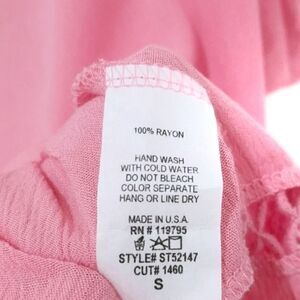 100% RAYON
HAND WASH
WITH COLD WATER
DO NOT BLEACH
COLOR SEPARATE
HANG OR LINE DRY
MADE IN U.S.A.
RN # 119795
STYLE# ST52147
CUT# 1460
S